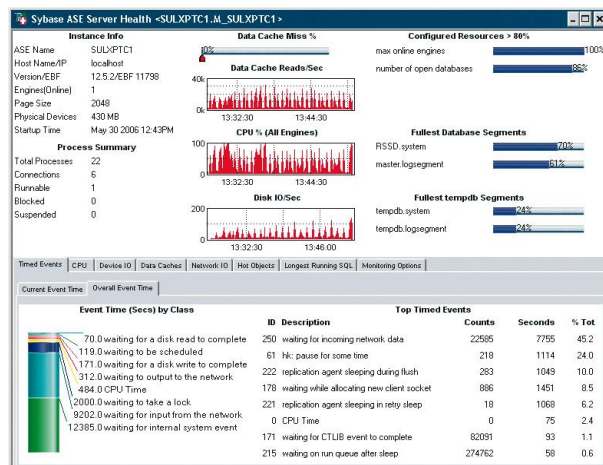 Sybase ASE Server Health <SULXPTC1.M_SULXPTC1>
Instance Info
ASE Name SULXPTC1
Host Name/IP localhost
Version/EBF 12.5.2/EBF 11798
Engines(Online) 1
Page Size 2048
Physical Devices 430 MB
Startup Time May 30 2006 12:43PM
Process Summary
Total Processes 22
Connections 6
Runnable 1
Blocked 0
Suspended 0
Data Cache Miss %
0%
Data Cache Reads/Sec
40k
0k
13:32:30 13:44:30
CPU % (All Engines)
100
0
13:32:30 13:44:30
Disk IO/Sec
200
0
13:32:30 13:46:00
Configured Resources > 80%
max online engines 100%
number of open databases 86%
Fullest Database Segments
RSSD.system 70%
master.logsegment 61%
Fullest tempdb Segments
tempdb.system 24%
tempdb.logsegment 24%
Timed Events CPU Device IO Data Caches Network IO Hot Objects Longest Running SQL Monitoring Options
Current Event Time Overall Event Time
Event Time (Secs) by Class
70.0 waiting for a disk read to complete
119.0 waiting to be scheduled
171.0 waiting for a disk write to complete
312.0 waiting to output to the network
484.0 CPU Time
2000.0 waiting to take a lock
9202.0 waiting for input from the network
12385.0 waiting for internal system event
Top Timed Events
ID Description Counts Seconds % Tot
250 waiting for incoming network data 22585 7755 45.2
61 hk: pause for some time 218 1114 24.0
222 replication agent sleeping during flush 283 1049 10.0
178 waiting while allocating new client socket 886 1451 8.5
221 replication agent sleeping in retry sleep 18 1068 6.2
0 CPU Time 0 75 2.4
171 waiting for CTLIB event to complete 82091 93 1.1
215 waiting on run queue after sleep 274762 58 0.6